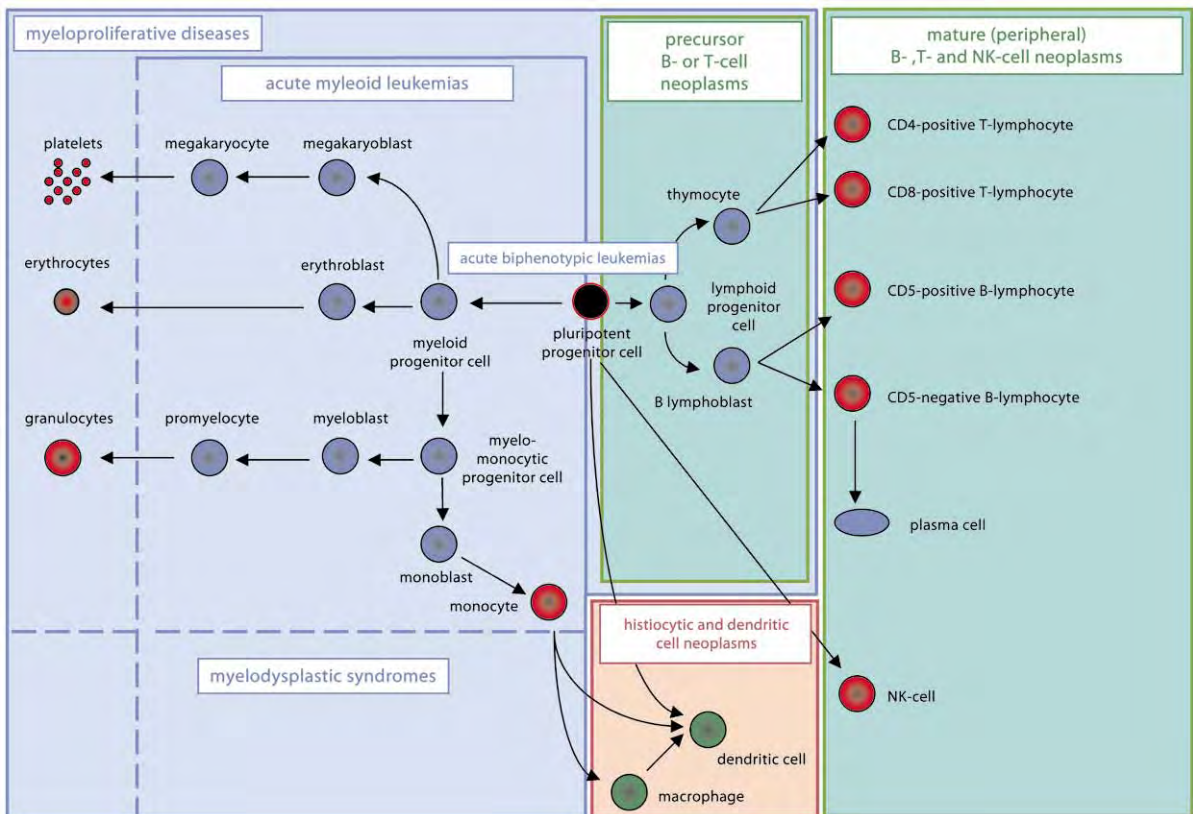 myeloproliferative diseases
acute myleoid leukemias
precursor
B- or T-cell
neoplasms
mature (peripheral)
B- ,T- and NK-cell neoplasms
platelets
megakaryocyte
megakaryoblast
CD4-positive T-lymphocyte
thymocyte
CD8-positive T-lymphocyte
erythrocytes
erythroblast
acute biphenotypic leukemias
lymphoid
progenitor
cell
CD5-positive B-lymphocyte
myeloid
progenitor cell
pluripotent
progenitor cell
B lymphoblast
CD5-negative B-lymphocyte
granulocytes
promyelocyte
myeloblast
myelo-
monocytic
progenitor cell
plasma cell
monoblast
monocyte
histiocytic and dendritic
cell neoplasms
myelodysplastic syndromes
NK-cell
dendritic cell
macrophage